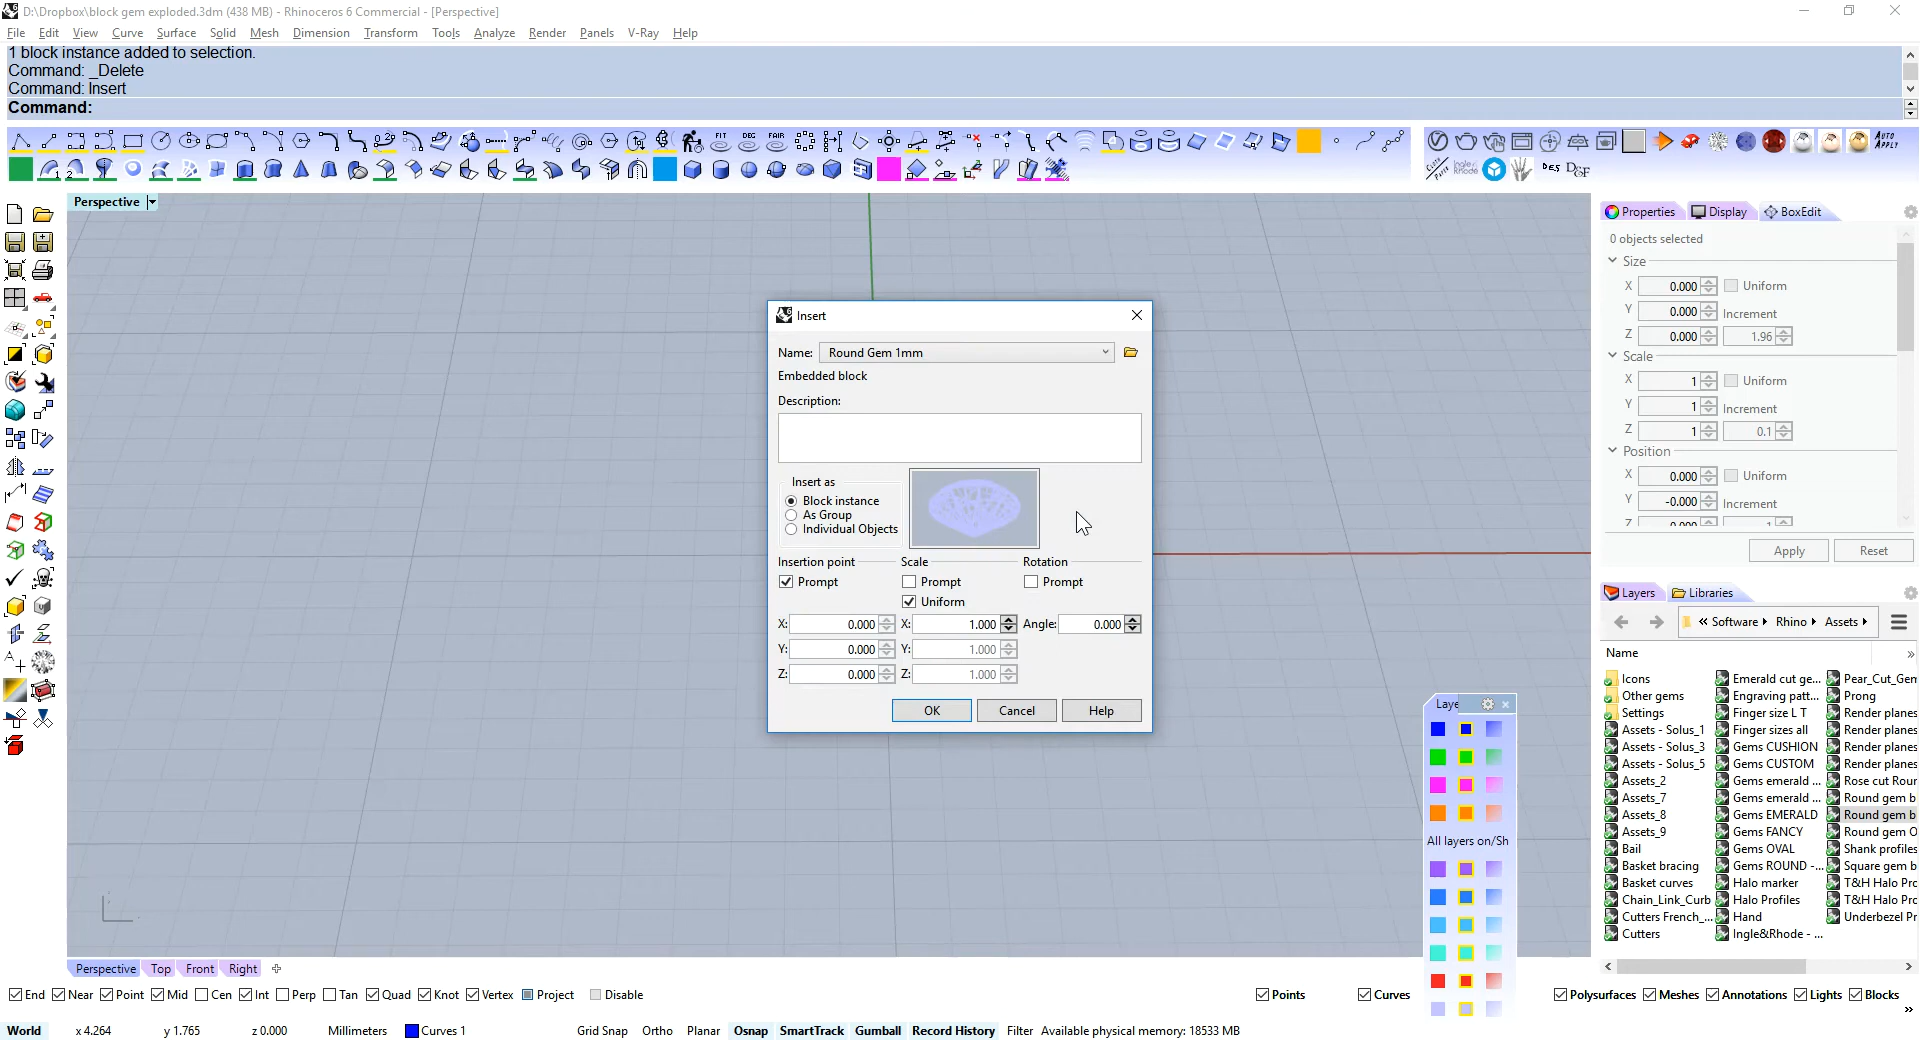 D:\Dropbox\block gem exploded.3dm (438 MB) - Rhinoceros 6 Commercial - [Perspective]
File Edit View Curve Surface Solid Mesh Dimension Transform Tools Analyze Render Panels V-Ray Help
1 block instance added to selection.
Command: _Delete
Command: Insert
Command:
FIT DEG FAIR
AUTO
APPLY
1 2
DES DGF
Perspective
Properties Display BoxEdit
0 objects selected
Size
X 0.000 Uniform
Y 0.000 Increment
Z 0.000 1.96
Scale
X 1 Uniform
Y 1 Increment
Z 1 0.1
Position
X 0.000 Uniform
Y -0.000 Increment
Apply Reset
Insert
Name: Round Gem 1mm
Embedded block
Description:
Insert as
Block instance
As Group
Individual Objects
Insertion point Scale Rotation
Prompt Prompt Prompt
Uniform
X: 0.000 X: 1.000 Angle: 0.000
Y: 0.000 Y: 1.000
Z: 0.000 Z: 1.000
OK Cancel Help
Laye
All layers on/Sh
Layers Libraries
« Software Rhino Assets
Name »
Icons Emerald cut ge... Pear_Cut_Gem
Other gems Engraving patt... Prong
Settings Finger size L T Render planes
Assets - Solus_1 Finger sizes all Render planes
Assets - Solus_3 Gems CUSHION Render planes
Assets - Solus_5 Gems CUSTOM Rose cut Rour
Assets_2 Gems emerald ... Round
Assets_7 Gems emerald ... Round gem b
Assets_8 Gems EMERALD Round gem b
Assets_9 Gems FANCY Round gem O
Bail Gems OVAL Shank profiles
Basket bracing Gems ROUND -... Square gem b
Basket curves Halo marker T&H Halo Pro
Chain_Link_Curb Halo Profiles T&H Halo Pro
Cutters French_... Hand Underbezel Pr
Cutters Ingle&Rhode - ...
Perspective Top Front Right
End Near Point Mid Cen Int Perp Tan Quad Knot Vertex Project Disable Points Curves Polysurfaces Meshes Annotations Lights Blocks
World x 4.264 y 1.765 z 0.000 Millimeters Curves 1 Grid Snap Ortho Planar Osnap SmartTrack Gumball Record History Filter Available physical memory: 18533 MB »